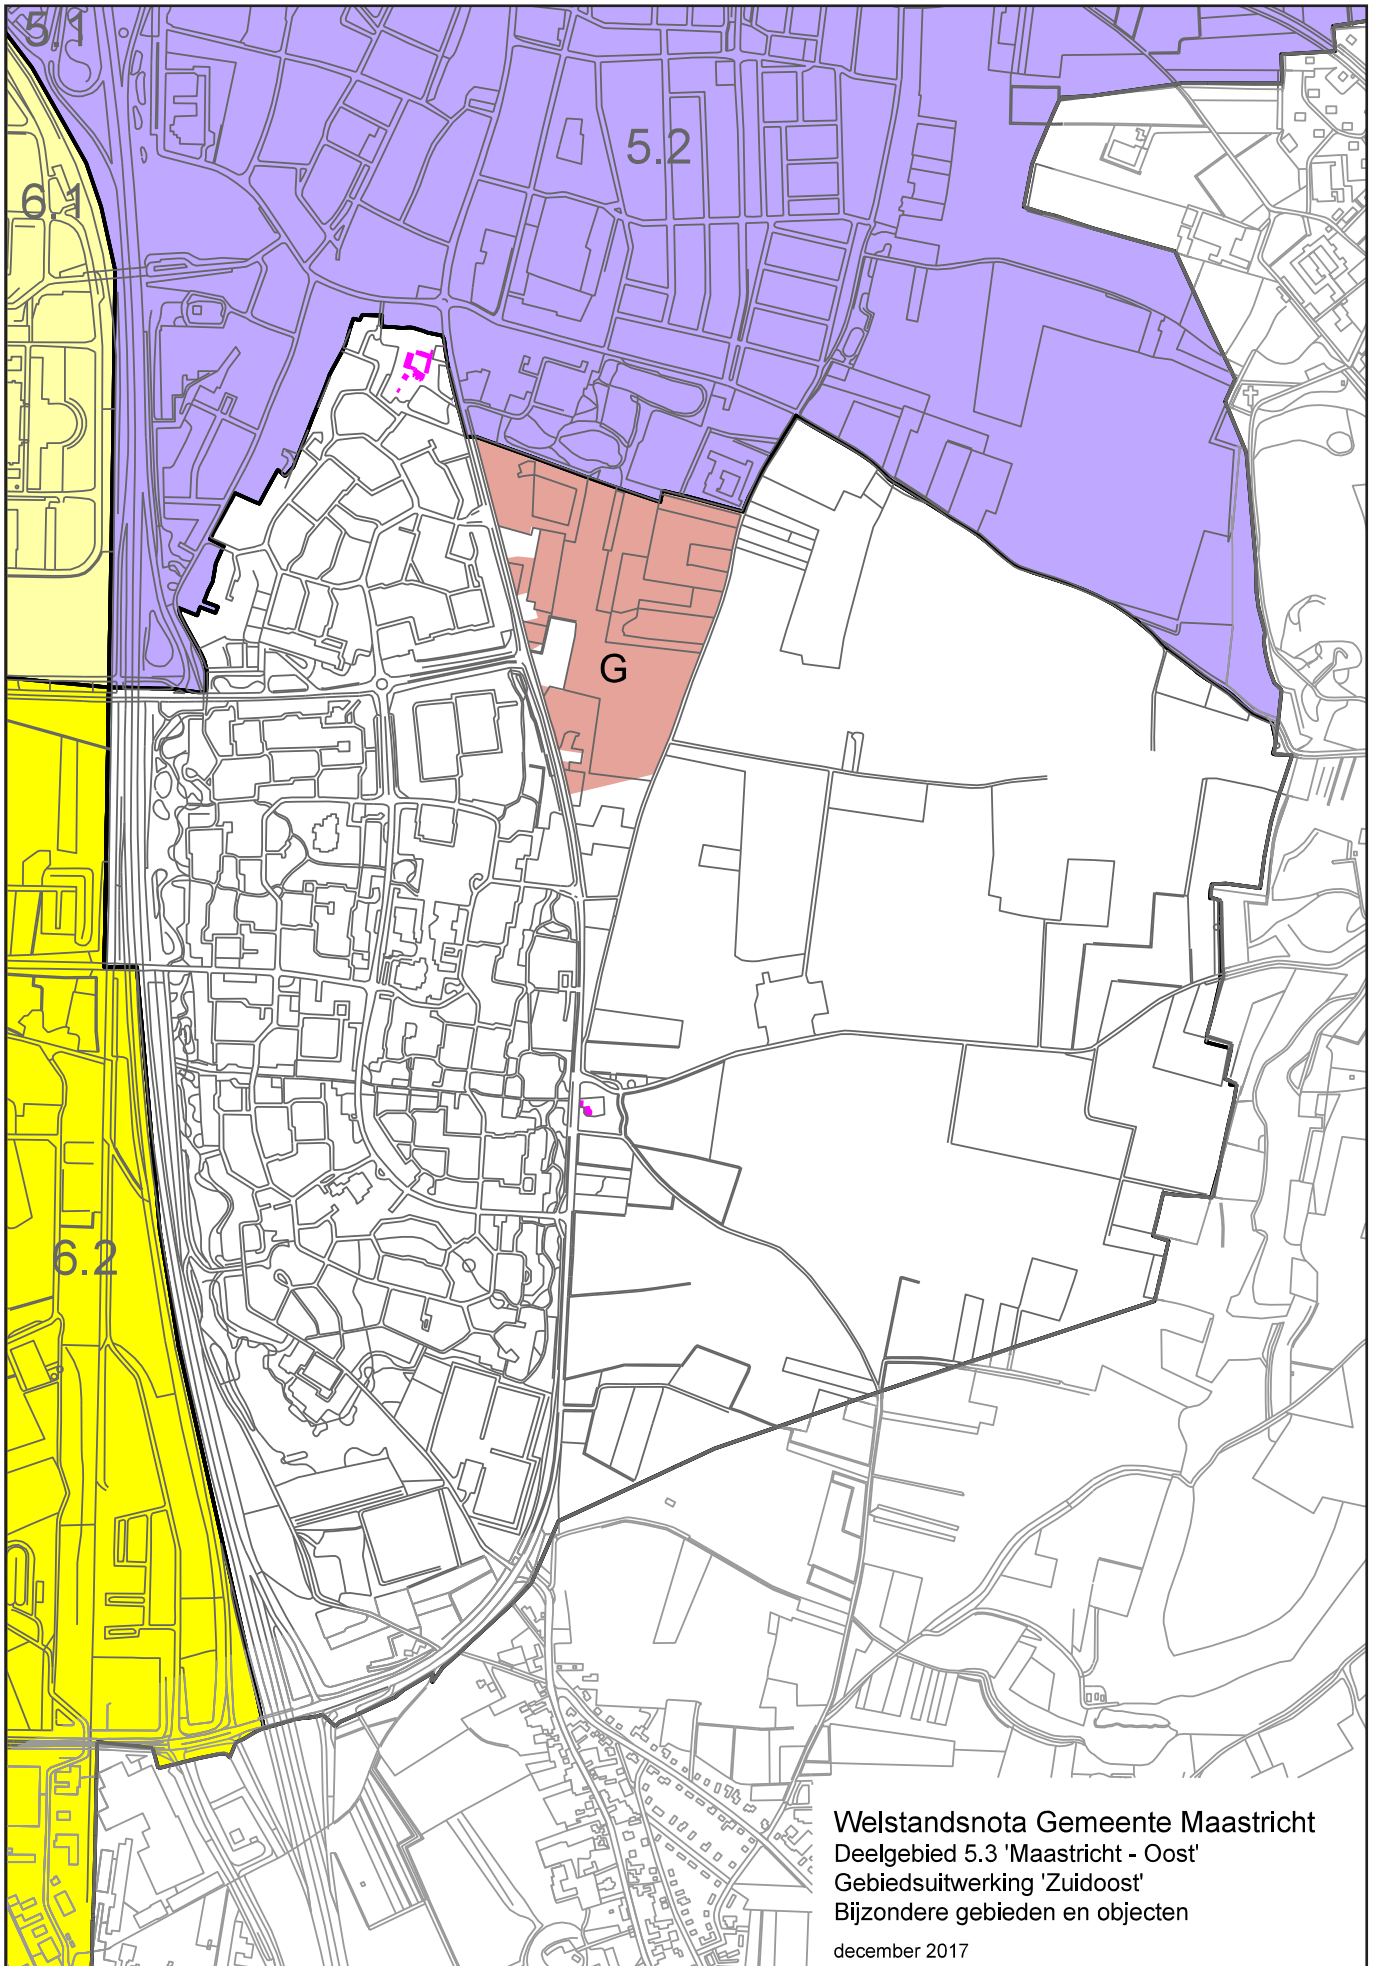 5.1
5.2
6.1
G
6.2
Welstandsnota Gemeente Maastricht
Deelgebied 5.3 'Maastricht - Oost'
Gebiedsuitwerking 'Zuidoost'
Bijzondere gebieden en objecten
december 2017